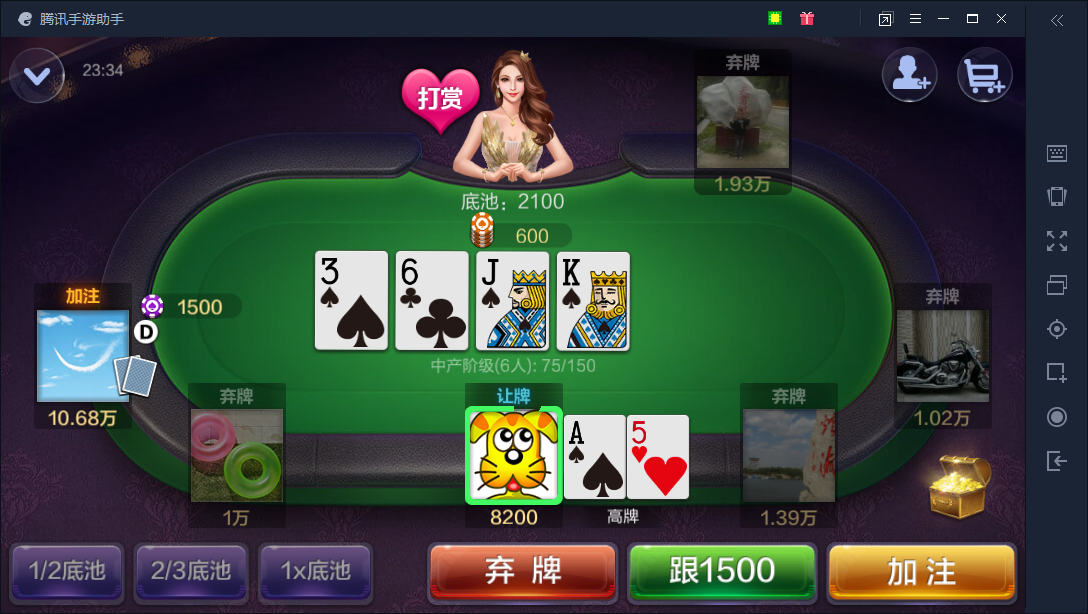 腾讯手游助手
23:34
打赏
弃牌
1.93万
底池：2100
600
3
6
J
K
加注
1500
D
10.68万
中产阶级(6人): 75/150
弃牌
1.02万
弃牌
1万
让牌
A
5
8200
高牌
弃牌
1.39万
1/2底池
2/3底池
1x底池
弃 牌
跟1500
加 注